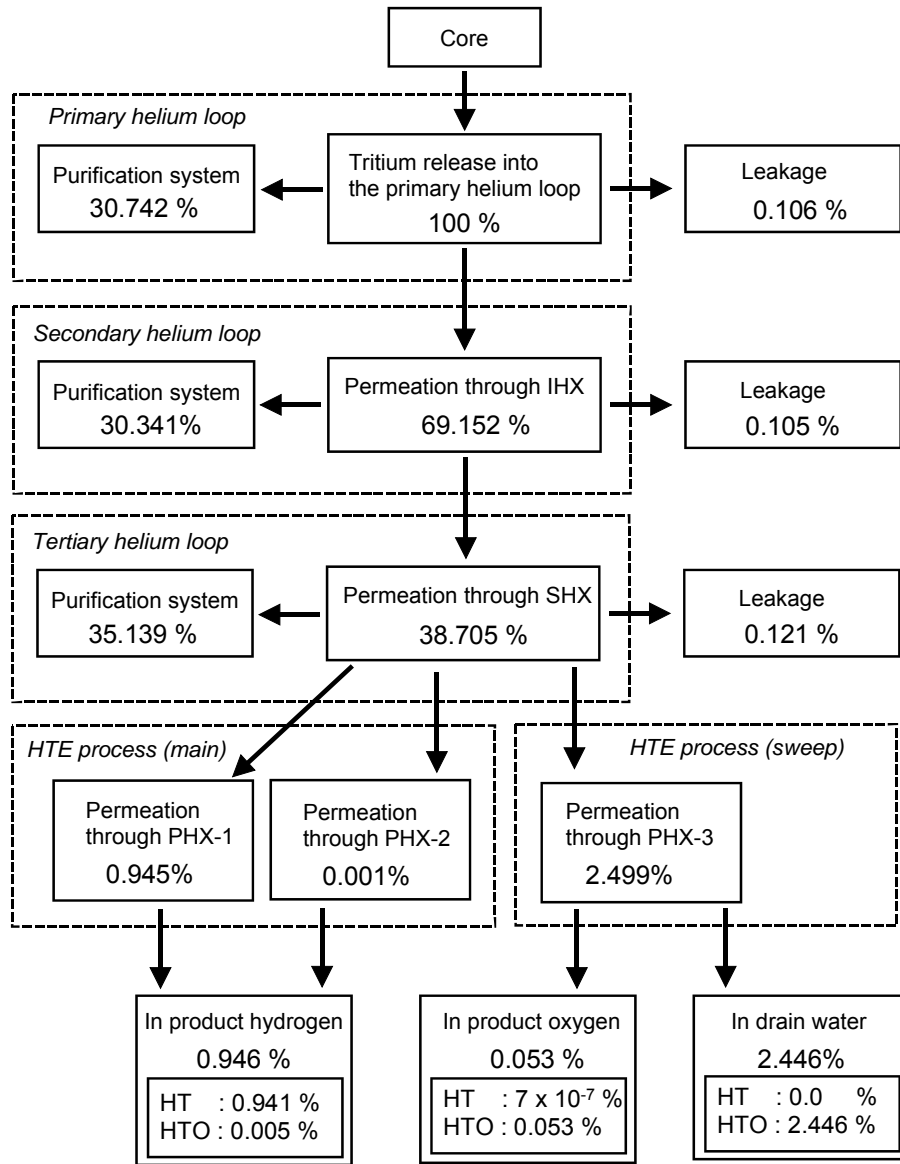 Core
Primary helium loop
Purification system
30.742 %
Tritium release into
the primary helium loop
100 %
Leakage
0.106 %
Secondary helium loop
Purification system
30.341%
Permeation through IHX
69.152 %
Leakage
0.105 %
Tertiary helium loop
Purification system
35.139 %
Permeation through SHX
38.705 %
Leakage
0.121 %
HTE process (main)
Permeation
through PHX-1
0.945%
Permeation
through PHX-2
0.001%
HTE process (sweep)
Permeation
through PHX-3
2.499%
In product hydrogen
0.946 %
HT : 0.941 %
HTO : 0.005 %
In product oxygen
0.053 %
HT : 7 x 10⁻⁷ %
HTO : 0.053 %
In drain water
2.446%
HT : 0.0 %
HTO : 2.446 %